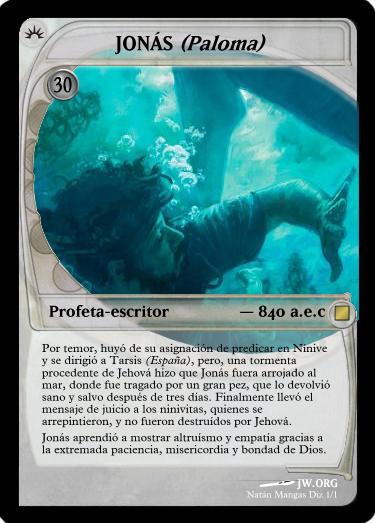 JONÁS (Paloma)
30
Profeta-escritor — 840 a.e.c
Por temor, huyó de su asignación de predicar en Nínive
y se dirigió a Tarsis (España), pero, una tormenta
procedente de Jehová hizo que Jonás fuera arrojado al
mar, donde fue tragado por un gran pez, que lo devolvió
sano y salvo después de tres días. Finalmente llevó el
mensaje de juicio a los ninivitas, quienes se
arrepintieron, y no fueron destruídos por Jehová.
Jonás aprendió a mostrar altruísmo y empatía gracias a
la extremada paciencia, misericordia y bondad de Dios.
JW.ORG
Natán Mangas Diz 1/1